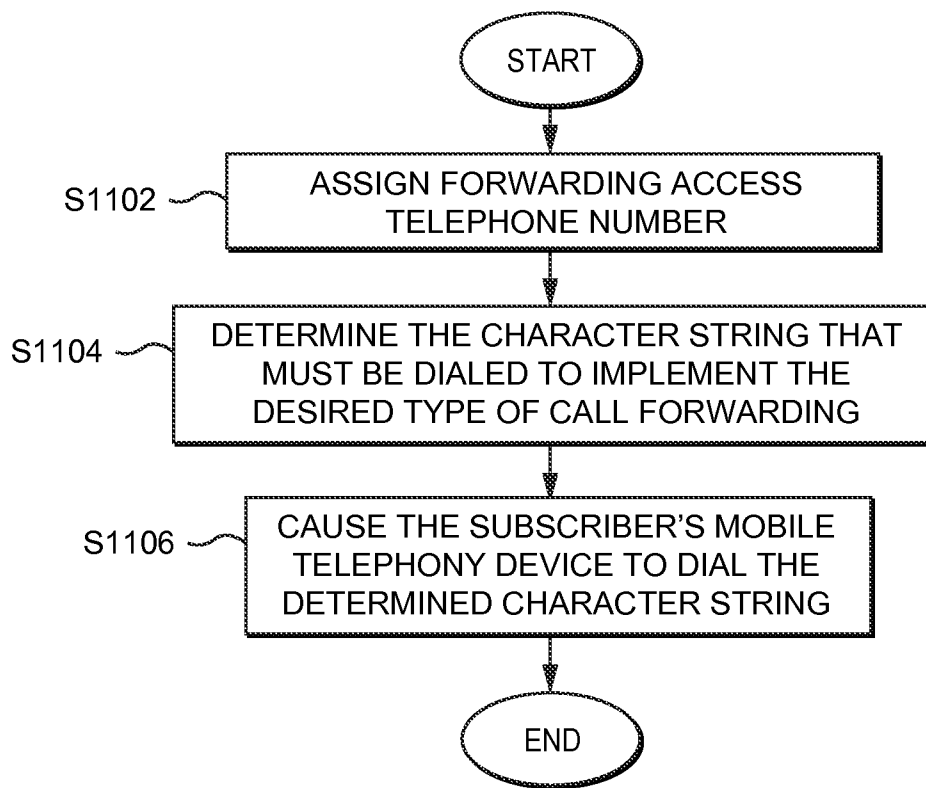 START
S1102
ASSIGN FORWARDING ACCESS
TELEPHONE NUMBER
S1104
DETERMINE THE CHARACTER STRING THAT
MUST BE DIALED TO IMPLEMENT THE
DESIRED TYPE OF CALL FORWARDING
S1106
CAUSE THE SUBSCRIBER'S MOBILE
TELEPHONY DEVICE TO DIAL THE
DETERMINED CHARACTER STRING
END